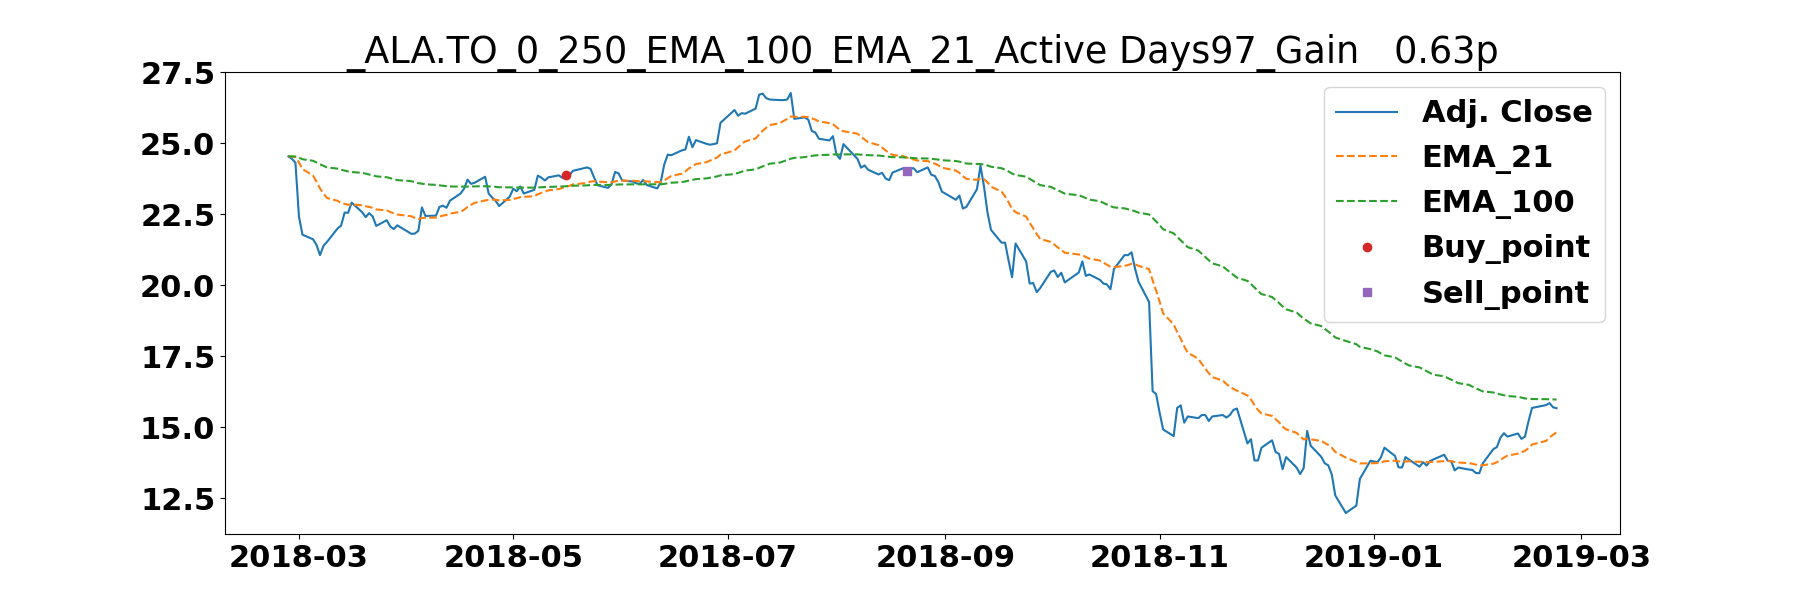 _ALA.TO_0_250_EMA_100_EMA_21_Active Days97_Gain   0.63p
27.5
25.0
22.5
20.0
17.5
15.0
12.5
2018-03 2018-05 2018-07 2018-09 2018-11 2019-01 2019-03
Adj. Close
EMA_21
EMA_100
Buy_point
Sell_point